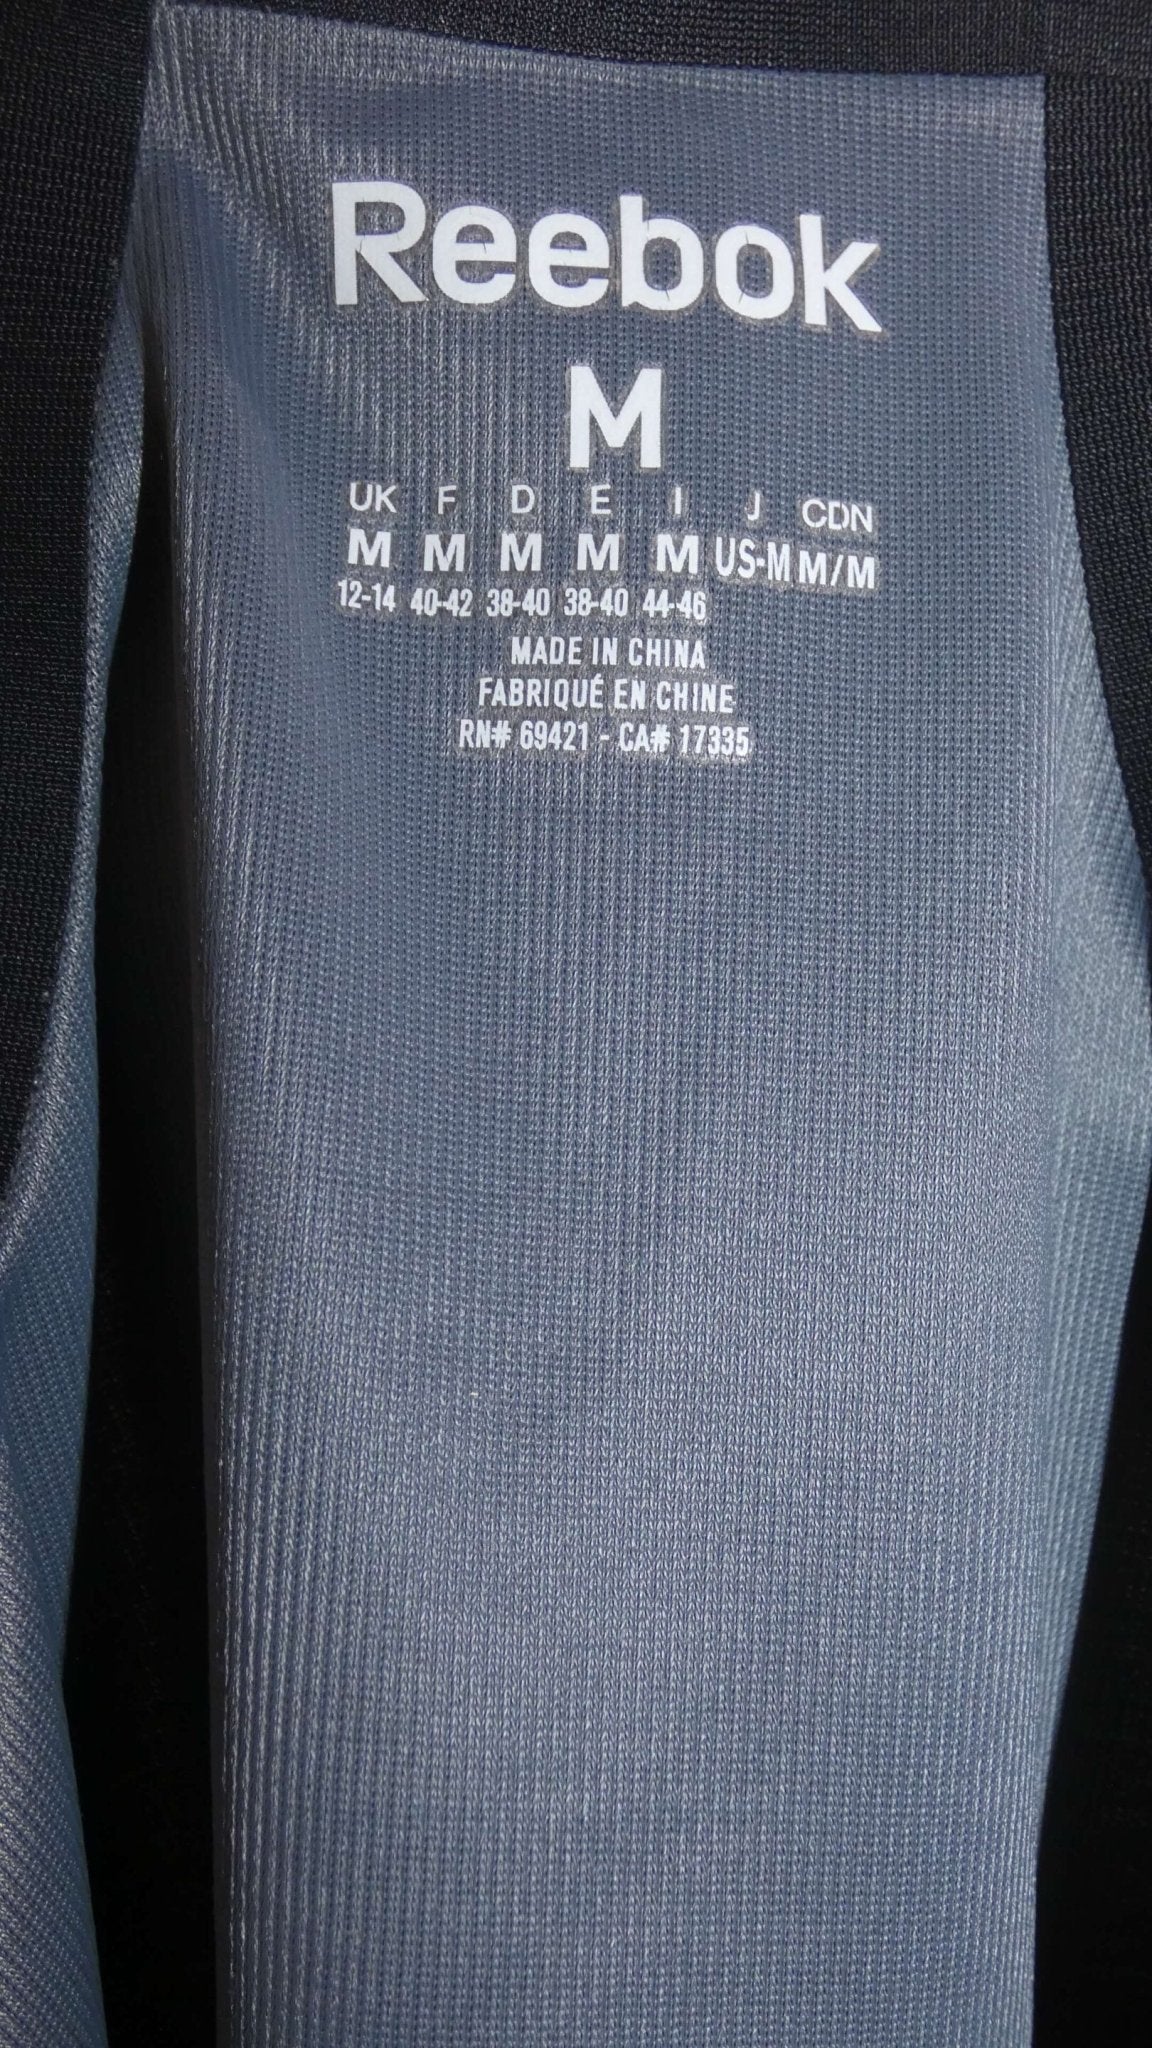 Reebok
M
UK F D E I J CDN
M M M M M US-M M/M
12-14 40-42 38-40 38-40 44-46
MADE IN CHINA
FABRIQUÉ EN CHINE
RN# 69421 - CA# 17335